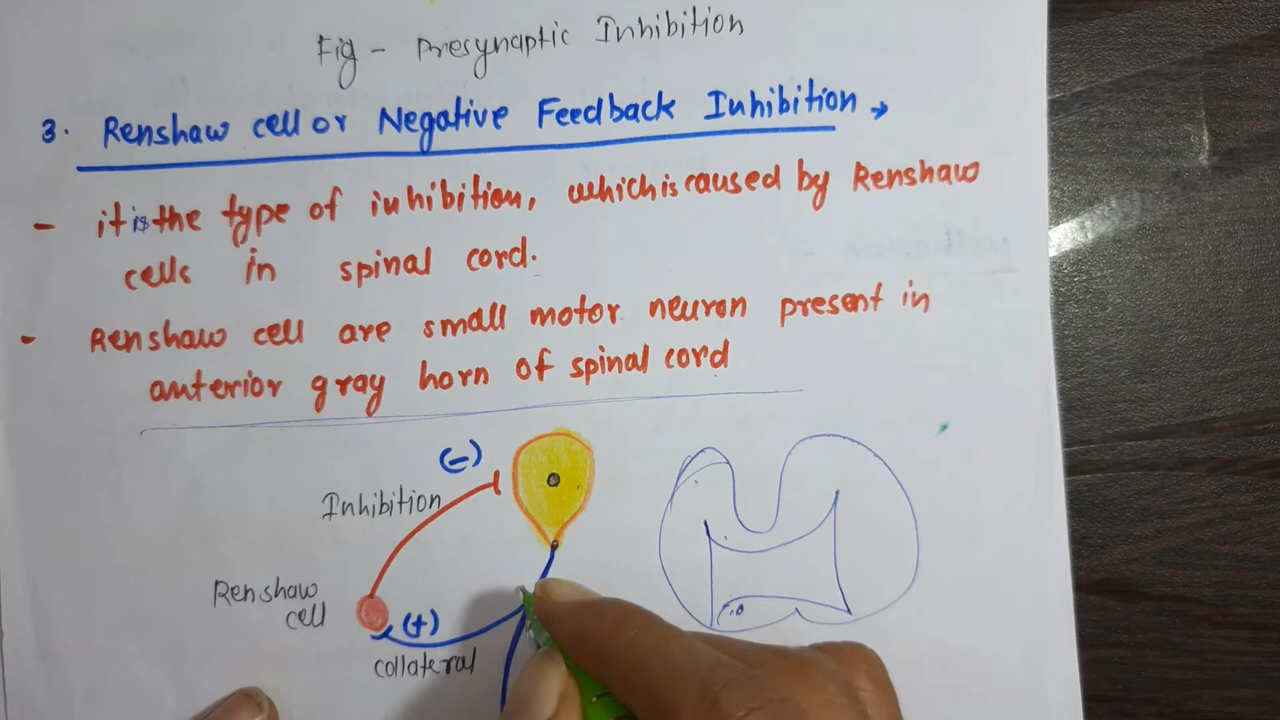 Fig - Presynaptic Inhibition
3. Renshaw cell or Negative Feedback Inhibition →
- it is the type of inhibition, which is caused by Renshaw
cells in spinal cord.
- Renshaw cell are small motor neuron present in
anterior gray horn of spinal cord
(-)
Inhibition
Renshaw
cell
(+)
collateral